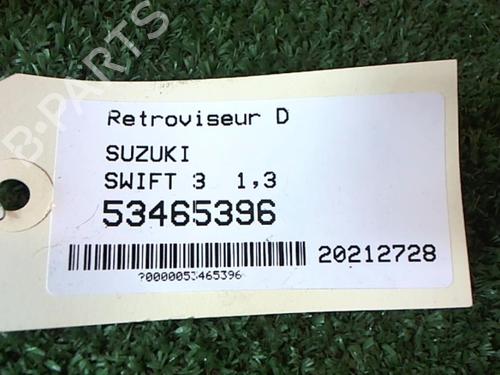 B-PARTS
Retroviseur D
SUZUKI
SWIFT 3 1,3
53465396
20212728
?0000053465396